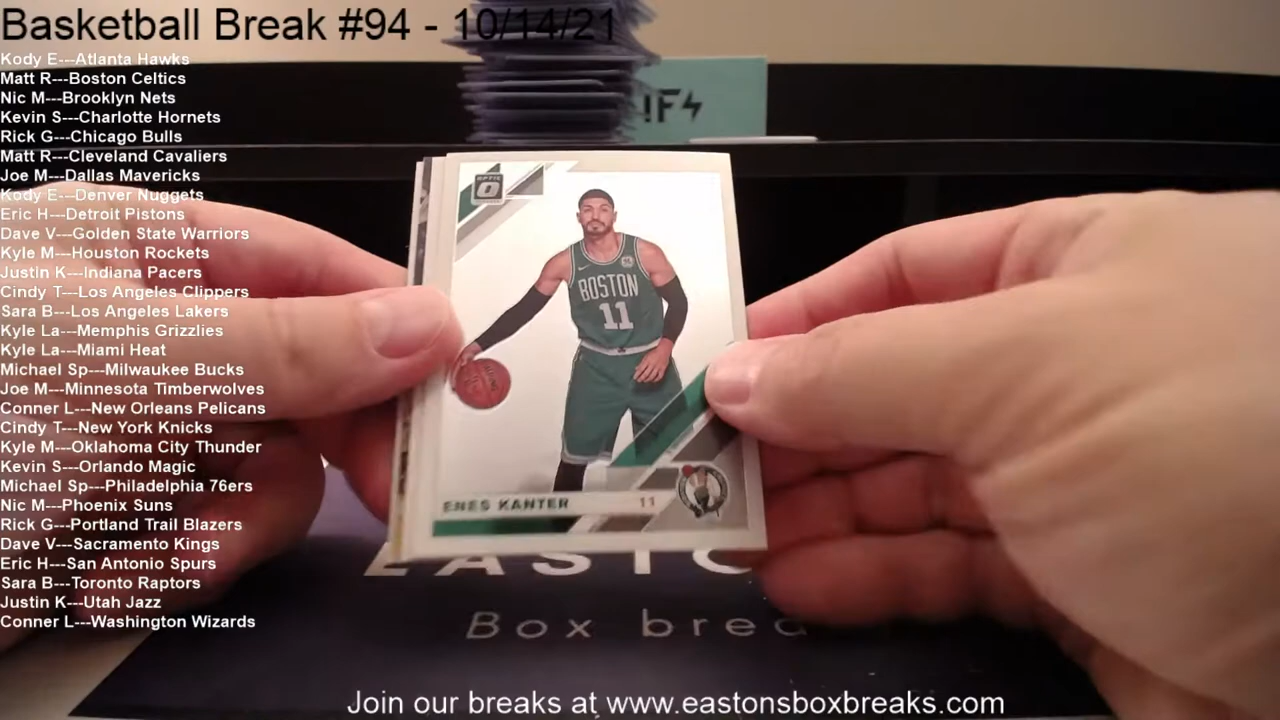 Basketball Break #94 - 10/14/21
Kody E---Atlanta Hawks
Matt R---Boston Celtics
Nic M---Brooklyn Nets
Kevin S---Charlotte Hornets
Rick G---Chicago Bulls
Matt R---Cleveland Cavaliers
Joe M---Dallas Mavericks
Kody E---Denver Nuggets
Eric H---Detroit Pistons
Dave V---Golden State Warriors
Kyle M---Houston Rockets
Justin K---Indiana Pacers
Cindy T---Los Angeles Clippers
Sara B---Los Angeles Lakers
Kyle La---Memphis Grizzlies
Kyle La---Miami Heat
Michael Sp---Milwaukee Bucks
Joe M---Minnesota Timberwolves
Conner L---New Orleans Pelicans
Cindy T---New York Knicks
Kyle M---Oklahoma City Thunder
Kevin S---Orlando Magic
Michael Sp---Philadelphia 76ers
Nic M---Phoenix Suns
Rick G---Portland Trail Blazers
Dave V---Sacramento Kings
Eric H---San Antonio Spurs
Sara B---Toronto Raptors
Justin K---Utah Jazz
Conner L---Washington Wizards
OPTIC
BOSTON
11
ENES KANTER 11
Box brea
Join our breaks at www.eastonsboxbreaks.com